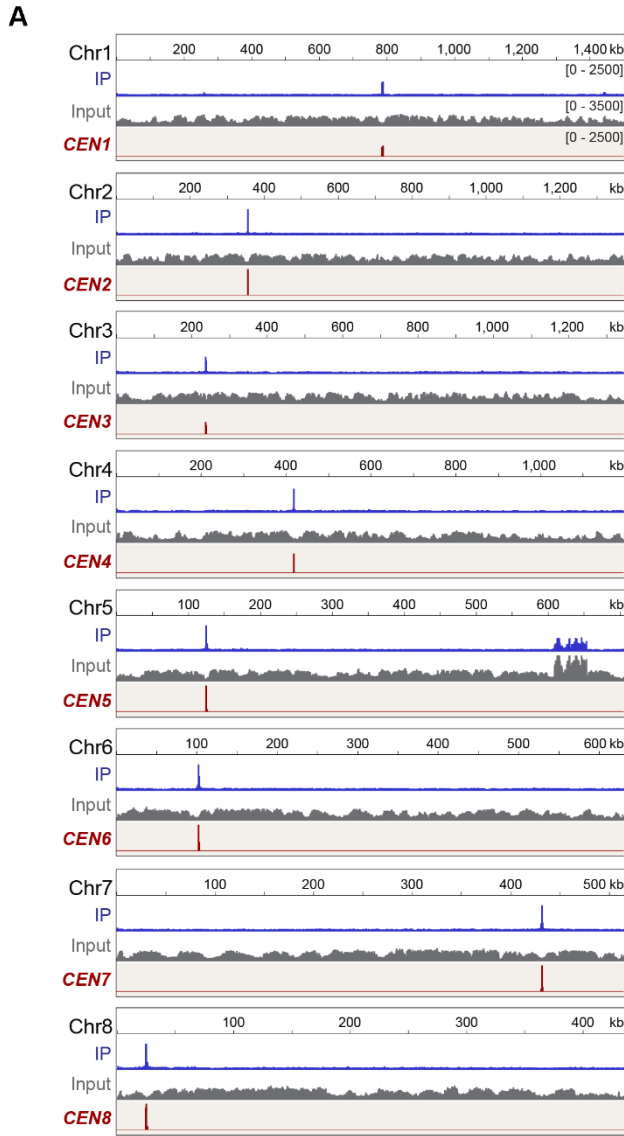 A
Chr1 200 400 600 800 1,000 1,200 1,400 kb
IP [0 - 2500]
Input [0 - 3500]
CEN1 [0 - 2500]
Chr2 200 400 600 800 1,000 1,200 kb
IP
Input
CEN2
Chr3 200 400 600 800 1,000 1,200 kb
IP
Input
CEN3
Chr4 200 400 600 800 1,000 kb
IP
Input
CEN4
Chr5 100 200 300 400 500 600 kb
IP
Input
CEN5
Chr6 100 200 300 400 500 600 kb
IP
Input
CEN6
Chr7 100 200 300 400 500 kb
IP
Input
CEN7
Chr8 100 200 300 400 kb
IP
Input
CEN8